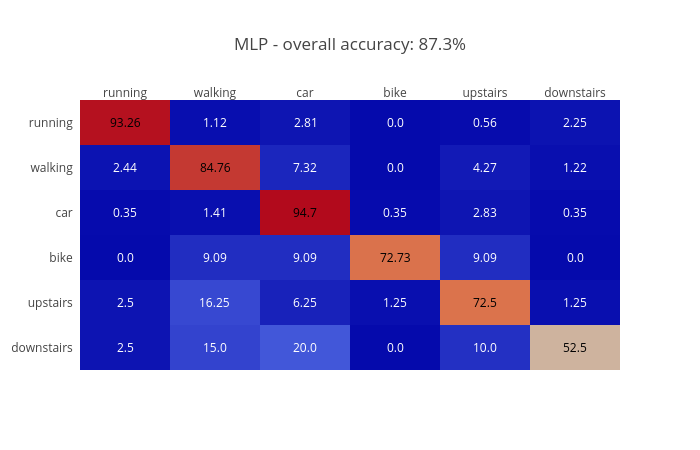 MLP - overall accuracy: 87.3%
running walking car bike upstairs downstairs
running 93.26 1.12 2.81 0.0 0.56 2.25
walking 2.44 84.76 7.32 0.0 4.27 1.22
car 0.35 1.41 94.7 0.35 2.83 0.35
bike 0.0 9.09 9.09 72.73 9.09 0.0
upstairs 2.5 16.25 6.25 1.25 72.5 1.25
downstairs 2.5 15.0 20.0 0.0 10.0 52.5